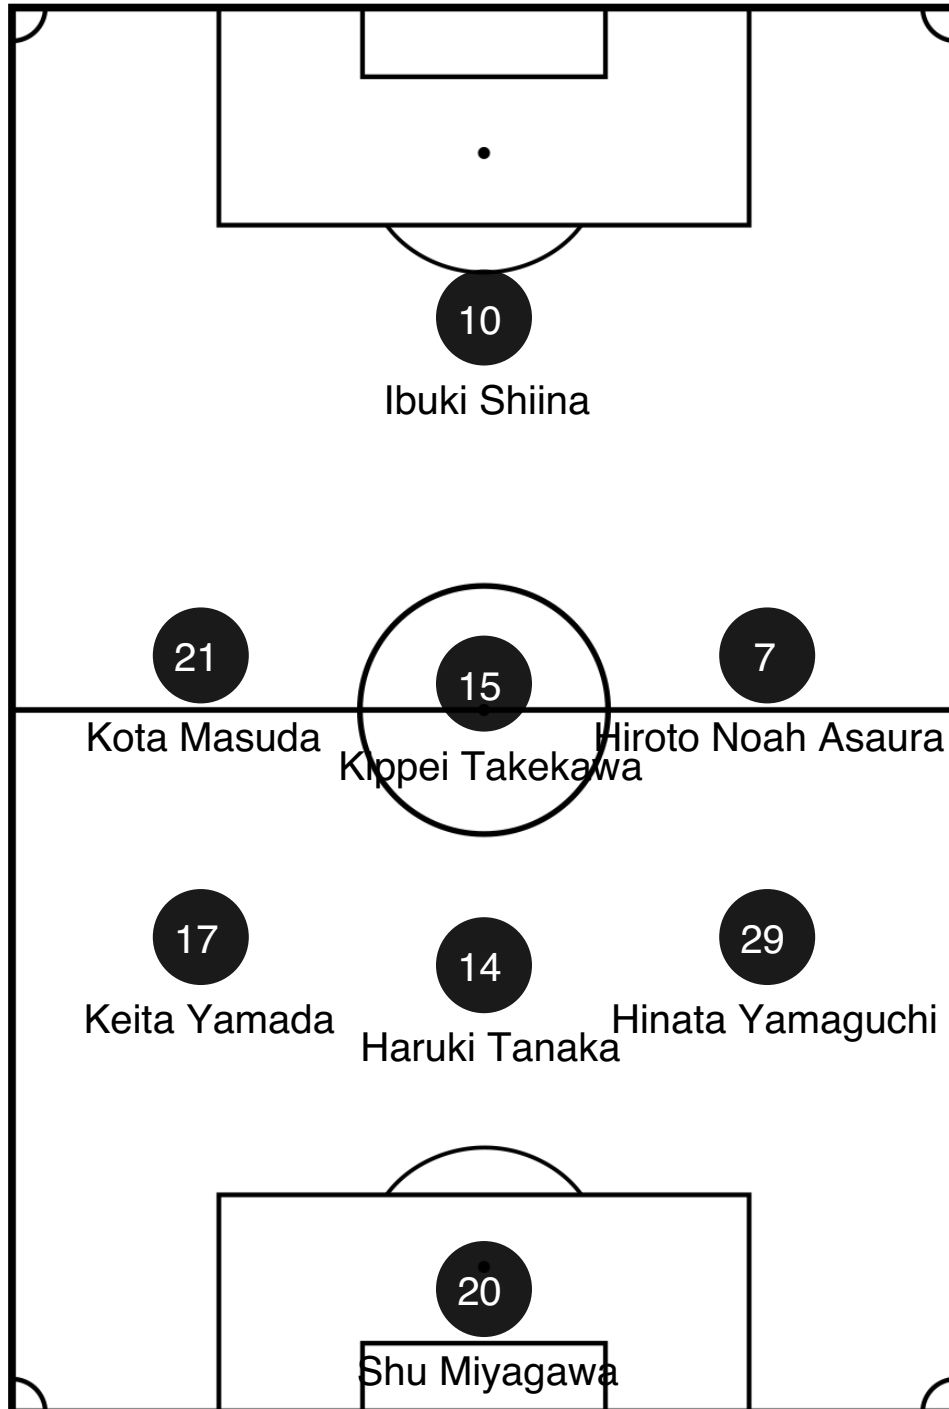 10
Ibuki Shiina
21
15
7
Kota Masuda
Kippei Takekawa
Hiroto Noah Asaura
17
14
29
Keita Yamada
Haruki Tanaka
Hinata Yamaguchi
20
Shu Miyagawa